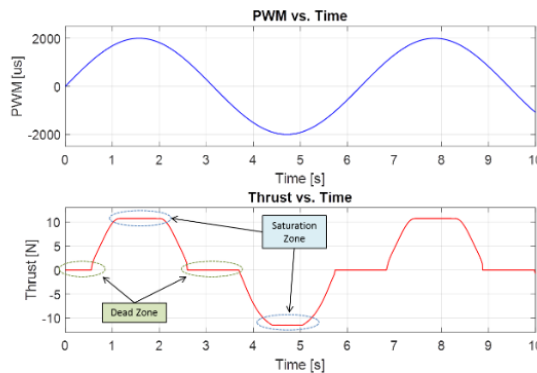 PWM vs. Time
PWM [us]
2000
0
-2000
0 1 2 3 4 5 6 7 8 9 10
Time [s]
Thrust vs. Time
Thrust [N]
10
5
0
-5
-10
Saturation
Zone
Dead Zone
0 1 2 3 4 5 6 7 8 9 10
Time [s]